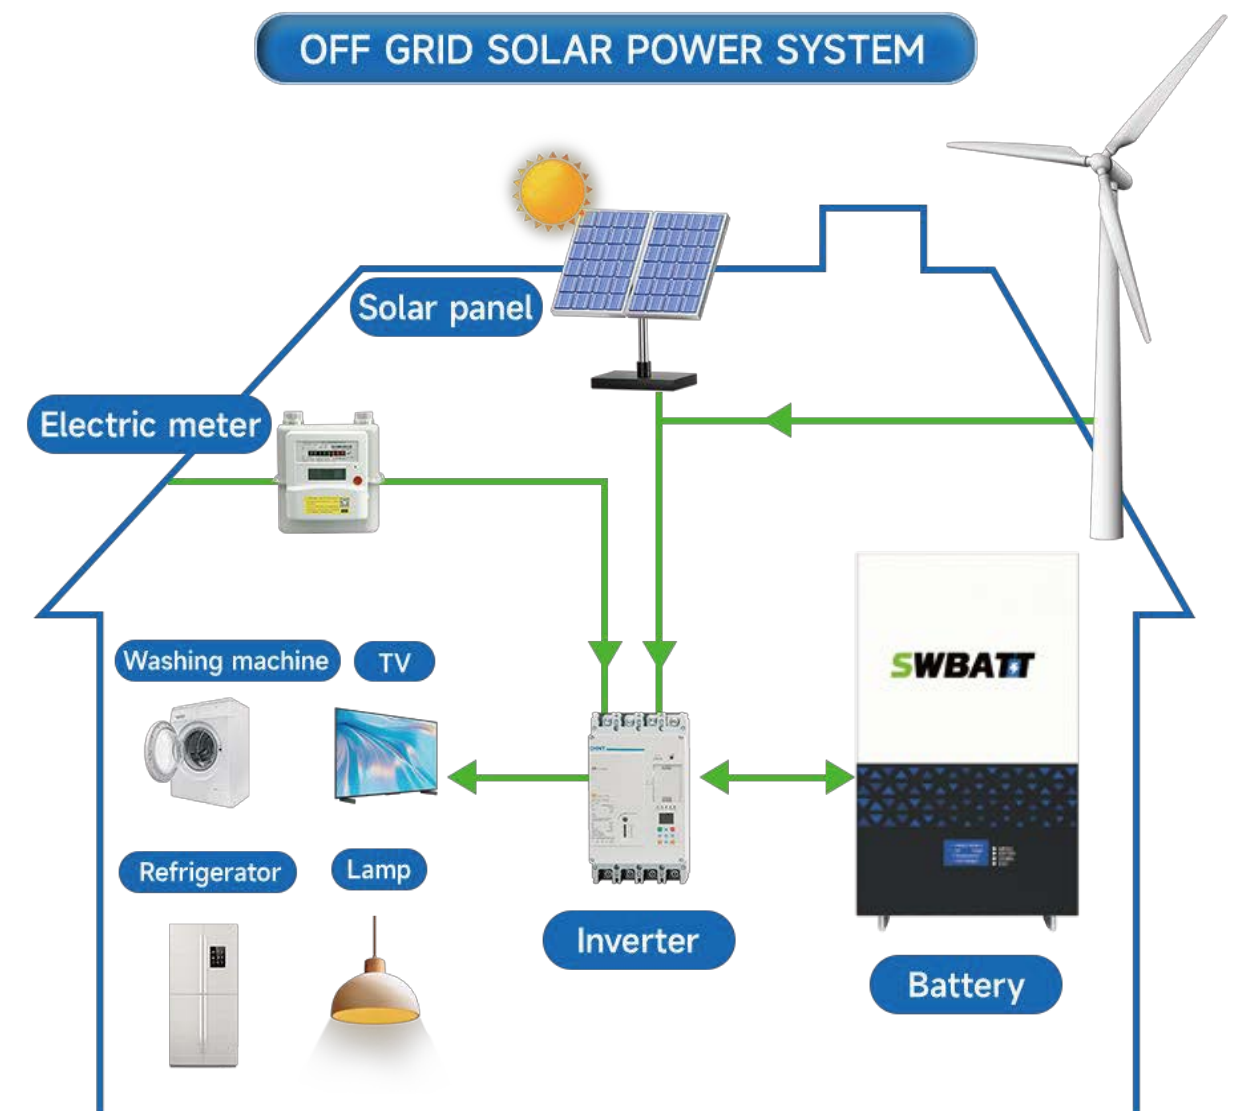 OFF GRID SOLAR POWER SYSTEM
Solar panel
Electric meter
Washing machine
TV
SWBATT
Refrigerator
Lamp
Inverter
Battery